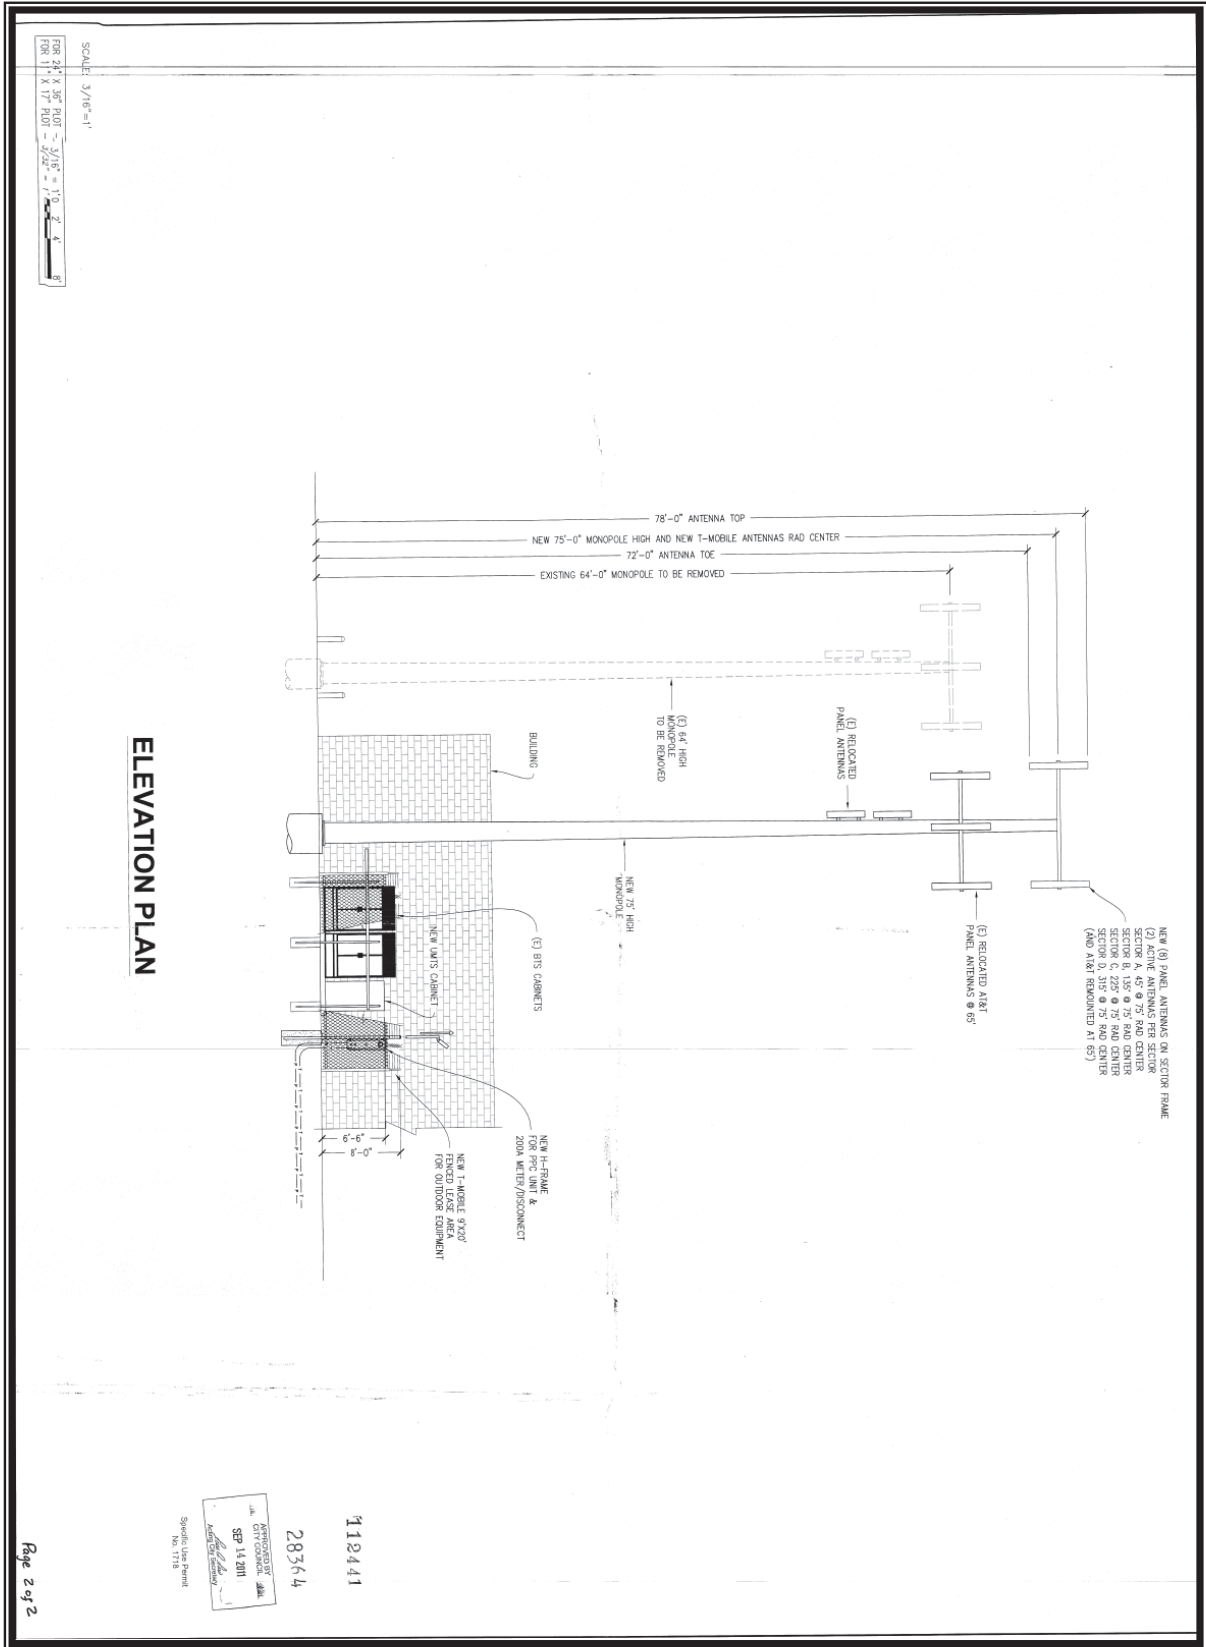 NEW (8) PANEL ANTENNAS ON SECTOR FRAME
(2) ACTIVE ANTENNAS PER SECTOR
SECTOR A, 45° @ 75' RAD CENTER
SECTOR B, 135° @ 75' RAD CENTER
SECTOR C, 225° @ 75' RAD CENTER
SECTOR D, 315° @ 75' RAD CENTER
(AND AT&T REMOUNTED AT 65')
78'-0" ANTENNA TOP
NEW 75'-0" MONOPOLE HIGH AND NEW T-MOBILE ANTENNAS RAD CENTER
72'-0" ANTENNA TOE
EXISTING 64'-0" MONOPOLE TO BE REMOVED
(E) RELOCATED AT&T
PANEL ANTENNAS @ 65'
(E) RELOCATED
PANEL ANTENNAS
(E) 64' HIGH
MONOPOLE
TO BE REMOVED
NEW 75' HIGH
MONOPOLE
BUILDING
(E) BTS CABINETS
NEW UMTS CABINET
NEW H-FRAME
FOR PPC UNIT &
200A METER/DISCONNECT
NEW T-MOBILE 9'X20'
FENCED LEASE AREA
FOR OUTDOOR EQUIPMENT
6'-6"
8'-0"
ELEVATION PLAN
SCALE: 3/16"=1'
FOR 24" X 36" PLOT - 3/16" = 1'0 2' 4' 8'
FOR 11" X 17" PLOT - 3/32" = 1'
112441
28364
APPROVED BY
CITY COUNCIL
SEP 14 2011
Acting City Secretary
Specific Use Permit
No. 1718
Page 2 of 2